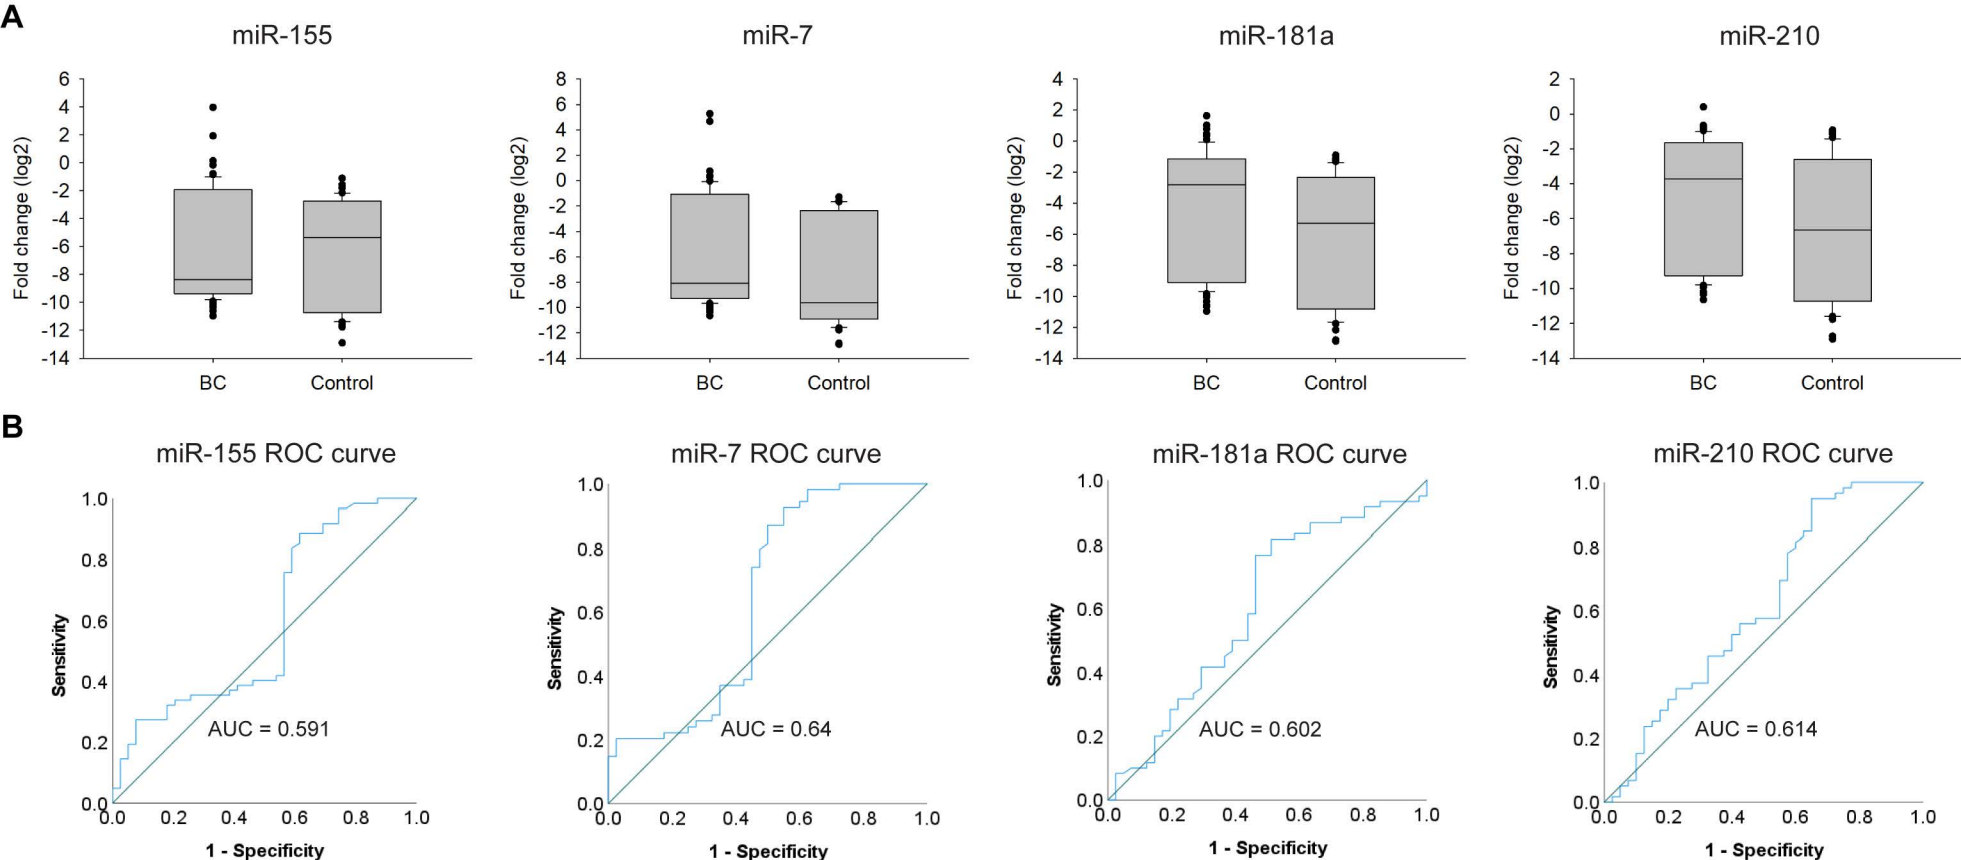 A
miR-155
miR-7
miR-181a
miR-210
Fold change (log2)
6
4
2
0
-2
-4
-6
-8
-10
-12
-14
BC
Control
Fold change (log2)
8
6
4
2
0
-2
-4
-6
-8
-10
-12
-14
BC
Control
Fold change (log2)
4
2
0
-2
-4
-6
-8
-10
-12
-14
BC
Control
Fold change (log2)
2
0
-2
-4
-6
-8
-10
-12
-14
BC
Control
B
miR-155 ROC curve
Sensitivity
1.0
0.8
0.6
0.4
0.2
0.0
AUC = 0.591
0.0 0.2 0.4 0.6 0.8 1.0
1 - Specificity
miR-7 ROC curve
Sensitivity
1.0
0.8
0.6
0.4
0.2
0.0
AUC = 0.64
0.0 0.2 0.4 0.6 0.8 1.0
1 - Specificity
miR-181a ROC curve
Sensitivity
1.0
0.8
0.6
0.4
0.2
0.0
AUC = 0.602
0.0 0.2 0.4 0.6 0.8 1.0
1 - Specificity
miR-210 ROC curve
Sensitivity
1.0
0.8
0.6
0.4
0.2
0.0
AUC = 0.614
0.0 0.2 0.4 0.6 0.8 1.0
1 - Specificity